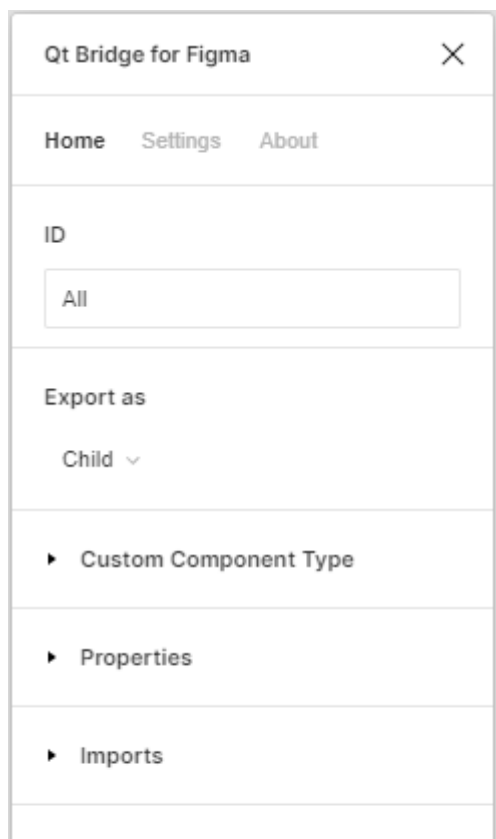 Qt Bridge for Figma
Home Settings About
ID
All
Export as
Child
Custom Component Type
Properties
Imports